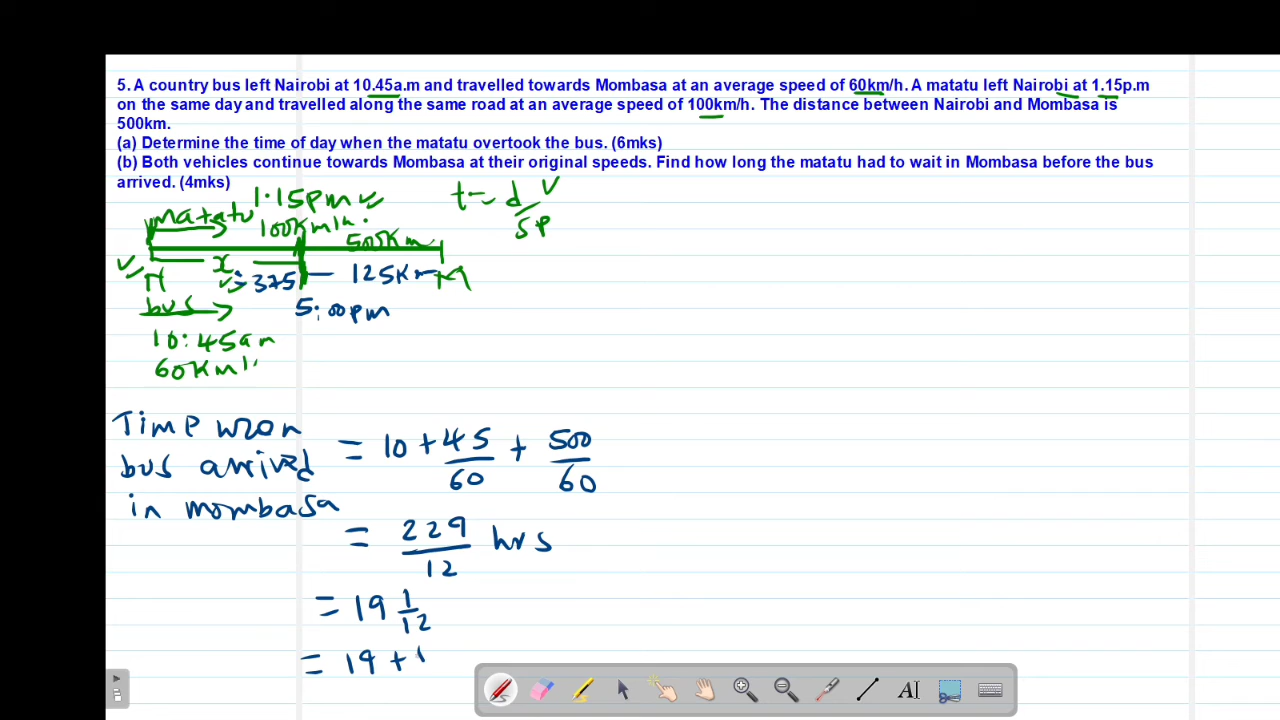 5. A country bus left Nairobi at 10.45a.m and travelled towards Mombasa at an average speed of 60km/h. A matatu left Nairobi at 1.15p.m
on the same day and travelled along the same road at an average speed of 100km/h. The distance between Nairobi and Mombasa is
500km.
(a) Determine the time of day when the matatu overtook the bus. (6mks)
(b) Both vehicles continue towards Mombasa at their original speeds. Find how long the matatu had to wait in Mombasa before the bus
arrived. (4mks)
1.15pm
t = d/sp
matatu
100km/h.
500km
N x 375 125km M
bus
5:00pm
10:45am
60km/h
Time when
bus arrived
in mombasa
= 10 + 45/60 + 500/60
= 229/12 hrs
= 19 1/12
= 19 + 1
AI